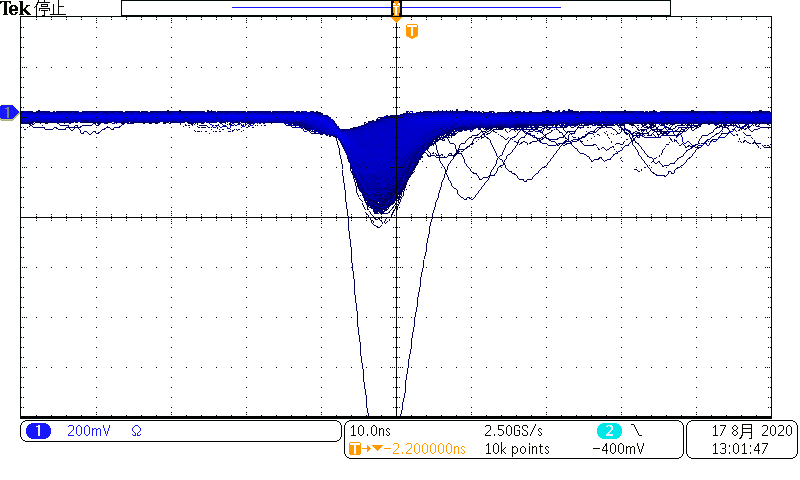 Tek 停止
T
T
1
1 200mV Ω
10.0ns 2.50GS/s 2 -400mV
T→▼-2.200000ns 10k points
17 8月 2020
13:01:47